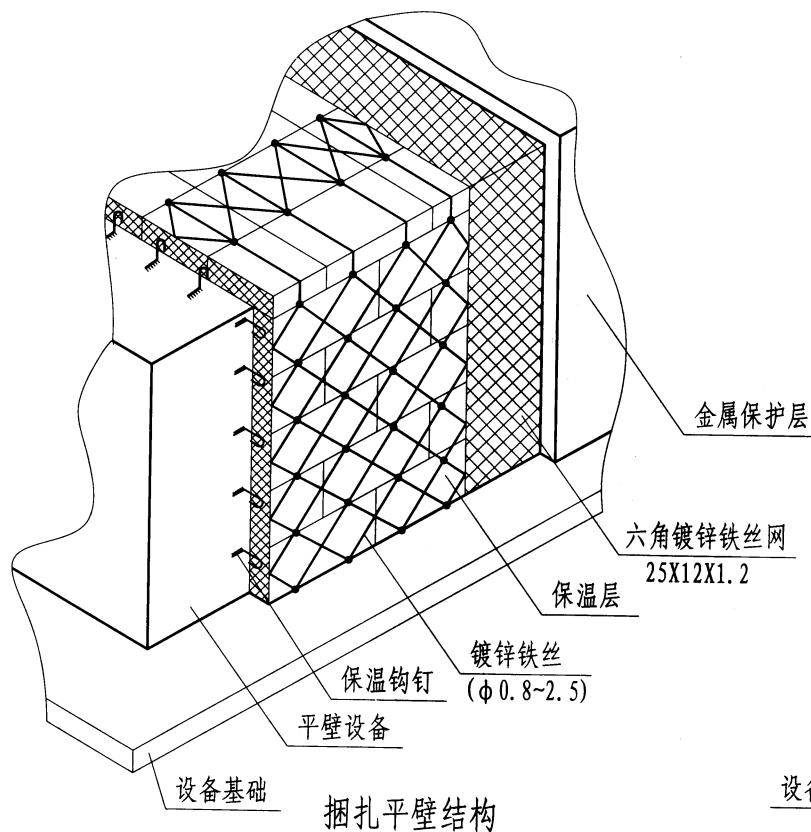 金属保护层
六角镀锌铁丝网
25X12X1.2
保温层
镀锌铁丝
(φ0.8~2.5)
保温钩钉
平壁设备
设备基础
捆扎平壁结构
设